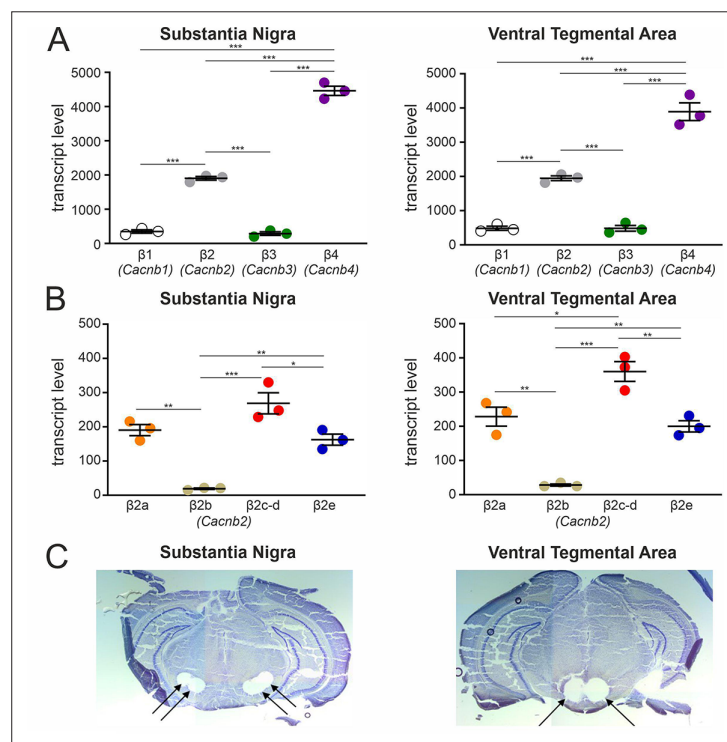 A
Substantia Nigra
Ventral Tegmental Area
***
***
***
***
***
transcript level
5000
4000
3000
2000
1000
0
β1
β2
β3
β4
(Cacnb1)
(Cacnb2)
(Cacnb3)
(Cacnb4)
***
***
***
***
***
transcript level
5000
4000
3000
2000
1000
0
β1
β2
β3
β4
(Cacnb1)
(Cacnb2)
(Cacnb3)
(Cacnb4)
B
Substantia Nigra
Ventral Tegmental Area
**
***
*
**
transcript level
500
400
300
200
100
0
β2a
β2b
β2c-d
β2e
(Cacnb2)
*
**
***
**
**
transcript level
500
400
300
200
100
0
β2a
β2b
β2c-d
β2e
(Cacnb2)
C
Substantia Nigra
Ventral Tegmental Area